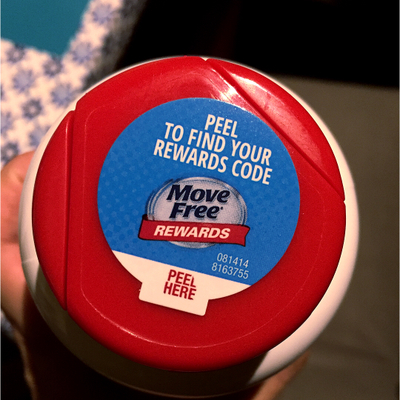 PEEL
TO FIND YOUR
REWARDS CODE
Move
Free
REWARDS
081414
8163755
PEEL
HERE